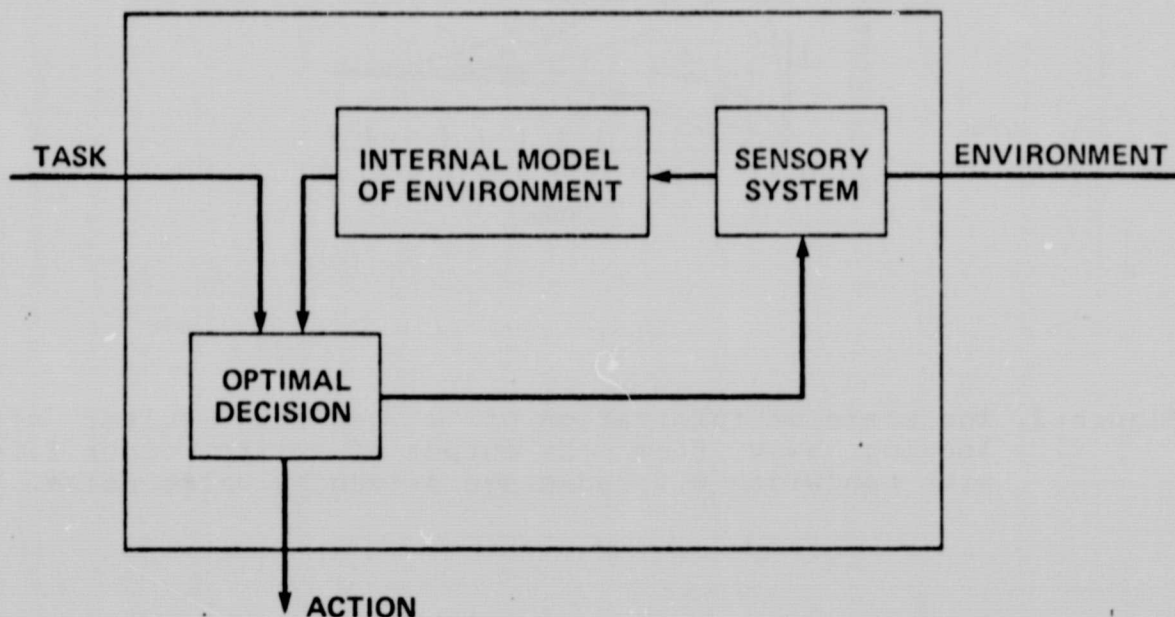 TASK
INTERNAL MODEL
OF ENVIRONMENT
SENSORY
SYSTEM
ENVIRONMENT
OPTIMAL
DECISION
ACTION